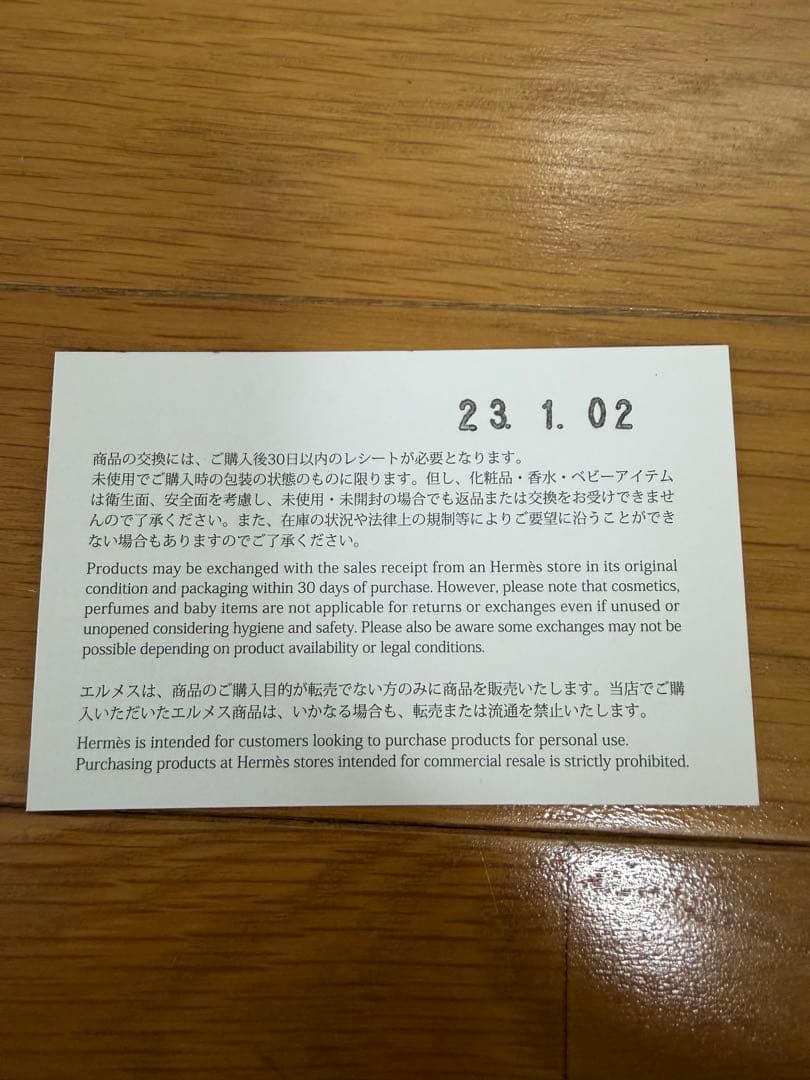 23. 1. 02
商品の交換には、ご購入後30日以内のレシートが必要となります。
未使用でご購入時の包装の状態のものに限ります。但し、化粧品・香水・ベビーアイテム
は衛生面、安全面を考慮し、未使用・未開封の場合でも返品または交換をお受けできませ
んので了承ください。また、在庫の状況や法律上の規制等によりご要望に沿うことができ
ない場合もありますのでご了承ください。
Products may be exchanged with the sales receipt from an Hermès store in its original
condition and packaging within 30 days of purchase. However, please note that cosmetics,
perfumes and baby items are not applicable for returns or exchanges even if unused or
unopened considering hygiene and safety. Please also be aware some exchanges may not be
possible depending on product availability or legal conditions.
エルメスは、商品のご購入目的が転売でない方のみに商品を販売いたします。当店でご購
入いただいたエルメス商品は、いかなる場合も、転売または流通を禁止いたします。
Hermès is intended for customers looking to purchase products for personal use.
Purchasing products at Hermès stores intended for commercial resale is strictly prohibited.